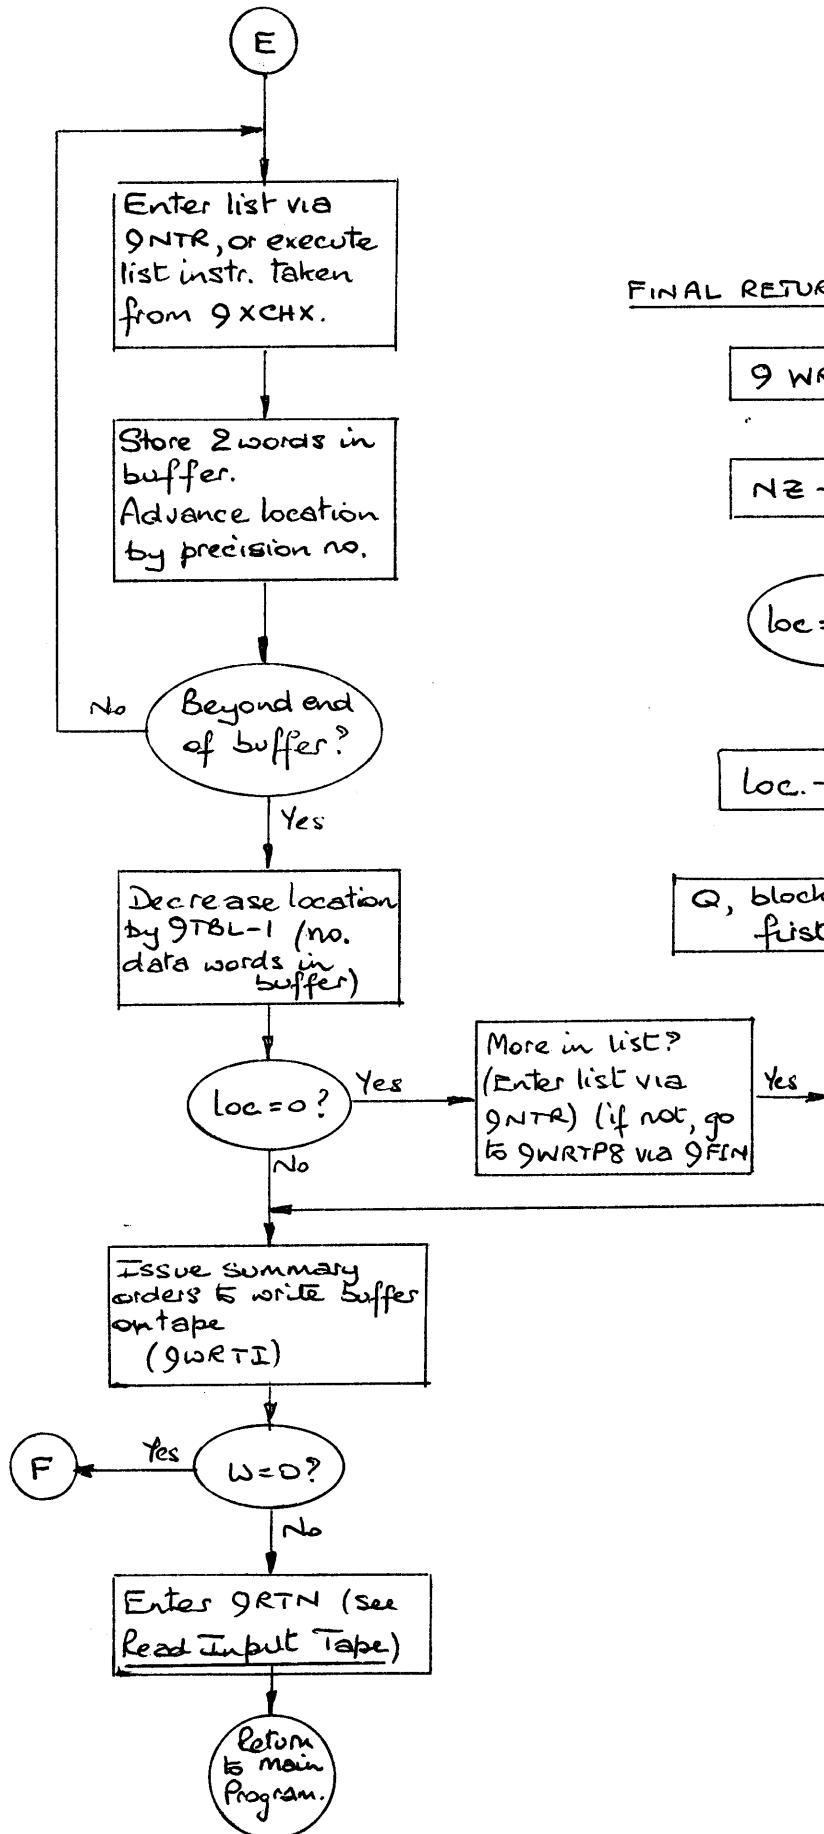 E
Enter list via
9NTR, or execute
list instr. taken
from 9XCHX.
Store 2 words in
buffer.
Advance location
by precision no.
Beyond end
of buffer?
No
Yes
Decrease location
by 9TBL-1 (no.
data words in
buffer)
loc=0?
Yes
No
More in list?
(Enter list via
9NTR) (if not, go
to 9WRTP8 via 9FIN
Yes
Issue summary
orders to write buffer
on tape
(9WRTI)
W=0?
Yes
F
No
Enter 9RTN (see
Read Input Tape)
Return
to main
Program.
FINAL RETUR
9 WR
NZ -
loc=
loc.-
Q, block
first